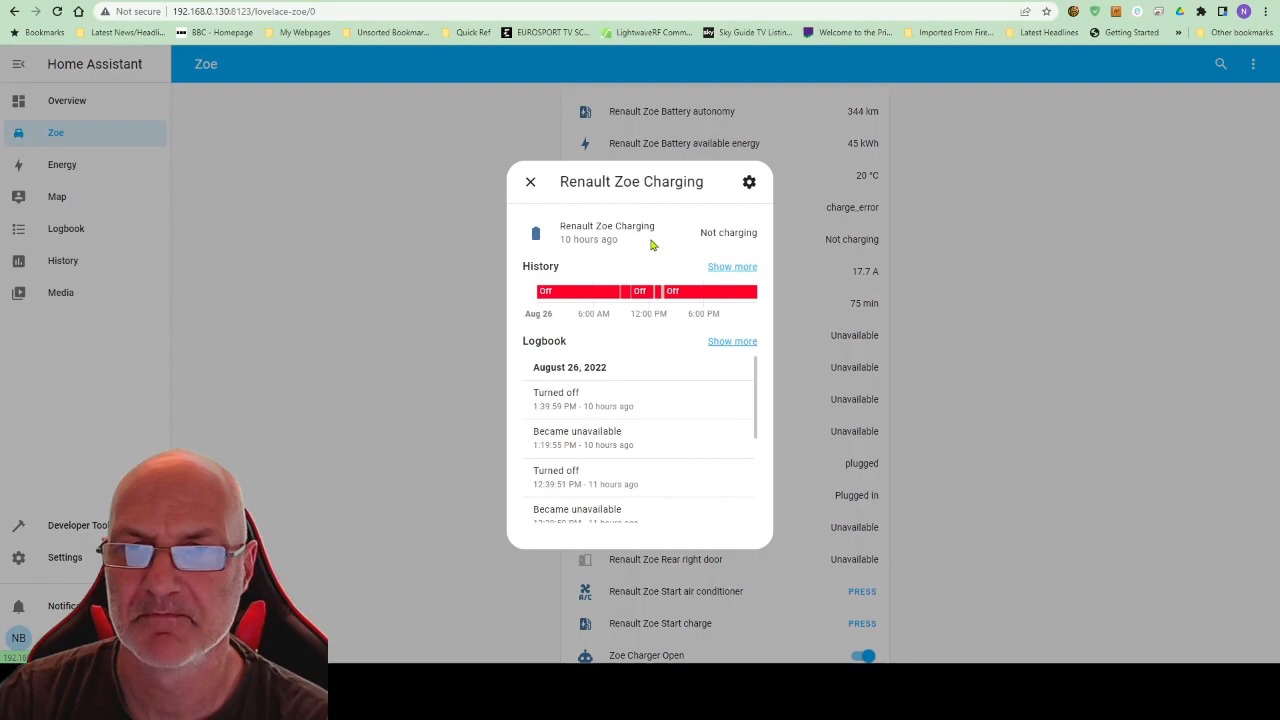 Not secure
192.168.0.130:8123/lovelace-zoe/0
Bookmarks
Latest News/Headli...
BBC - Homepage
My Webpages
Unsorted Bookmar...
Quick Ref
EUROSPORT TV SC...
LightwaveRF Comm...
Sky Guide TV Listin...
Welcome to the Pri...
Imported From Fire...
Latest Headlines
Getting Started
»
Other bookmarks
Home Assistant
Zoe
Overview
Zoe
Energy
Map
Logbook
History
Media
Developer Tool
Settings
Notific
NB
192.16
Renault Zoe Battery autonomy
344 km
Renault Zoe Battery available energy
45 kWh
20 °C
charge_error
Not charging
17.7 A
75 min
Unavailable
Unavailable
Unavailable
Unavailable
plugged
Plugged In
Unavailable
Renault Zoe Rear right door
Unavailable
Renault Zoe Start air conditioner
PRESS
Renault Zoe Start charge
PRESS
Zoe Charger Open
A/C
Renault Zoe Charging
Renault Zoe Charging
10 hours ago
Not charging
History
Show more
Off
Off
Off
Aug 26
6:00 AM
12:00 PM
6:00 PM
Logbook
Show more
August 26, 2022
Turned off
1:39:59 PM - 10 hours ago
Became unavailable
1:19:55 PM - 10 hours ago
Turned off
12:39:51 PM - 11 hours ago
Became unavailable